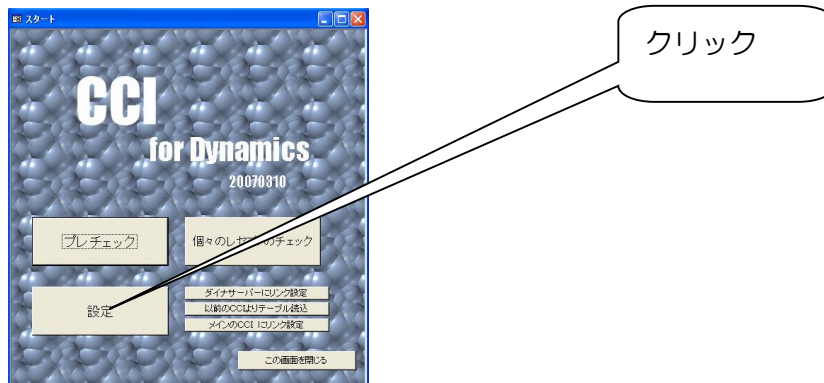 スタート
クリック
CCI
for Dynamics
20070310
プレチェック
個々のレセプトのチェック
設定
ダイナサーバーにリンク設定
以前のCCIよりテーブル読込
メインのCCI にリンク設定
この画面を閉じる